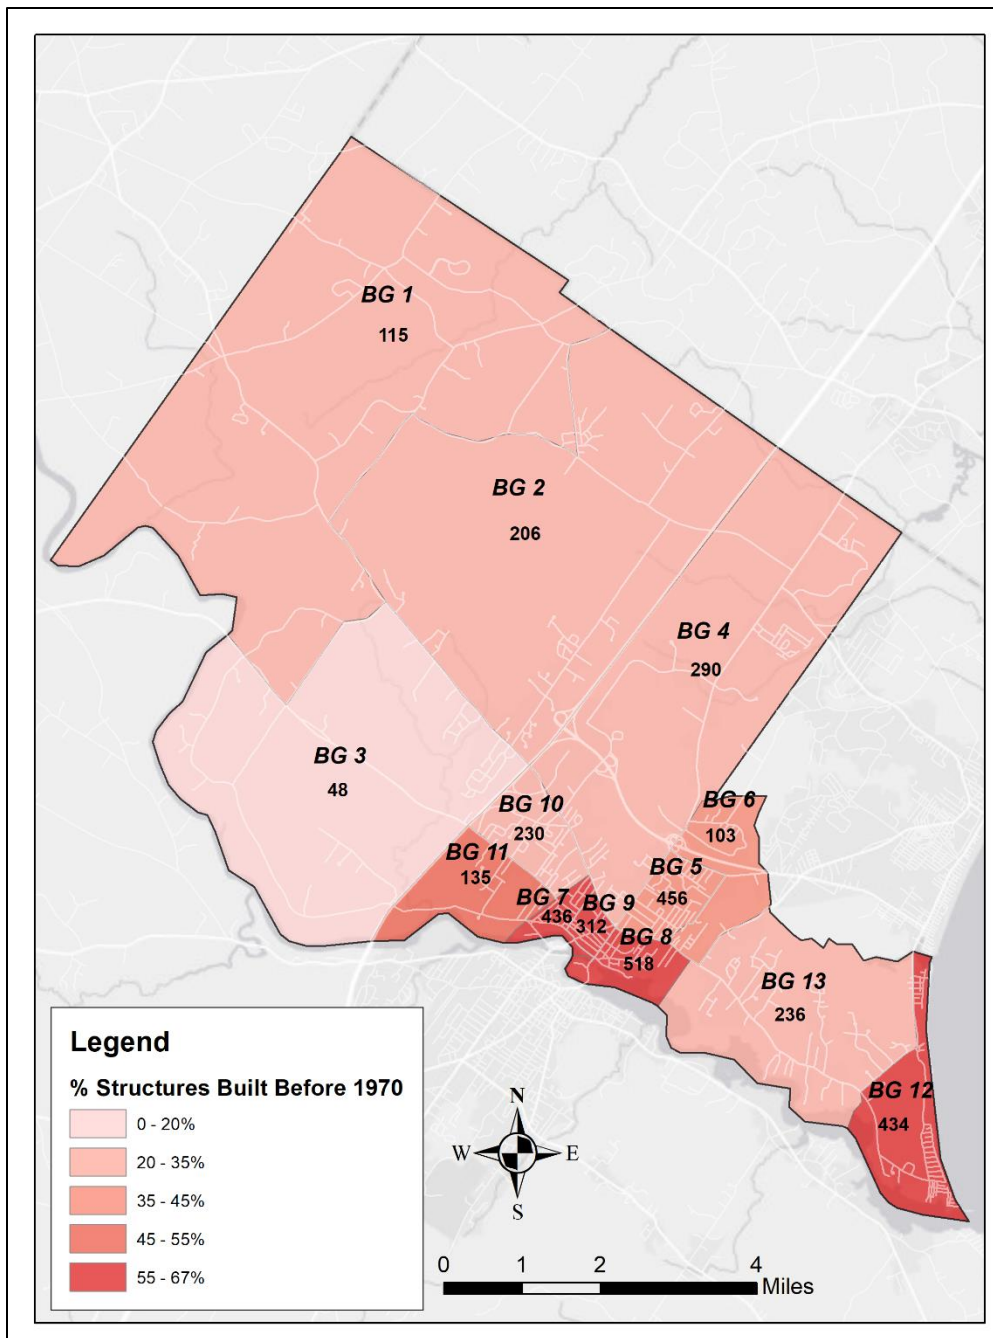 BG 1
115
BG 2
206
BG 4
290
BG 3
48
BG 6
103
BG 10
230
BG 11
135
BG 5
456
BG 7
436
BG 9
312
BG 8
518
BG 13
236
BG 12
434
Legend
% Structures Built Before 1970
0 - 20%
20 - 35%
35 - 45%
45 - 55%
55 - 67%
N
W
E
S
0 1 2 4
Miles